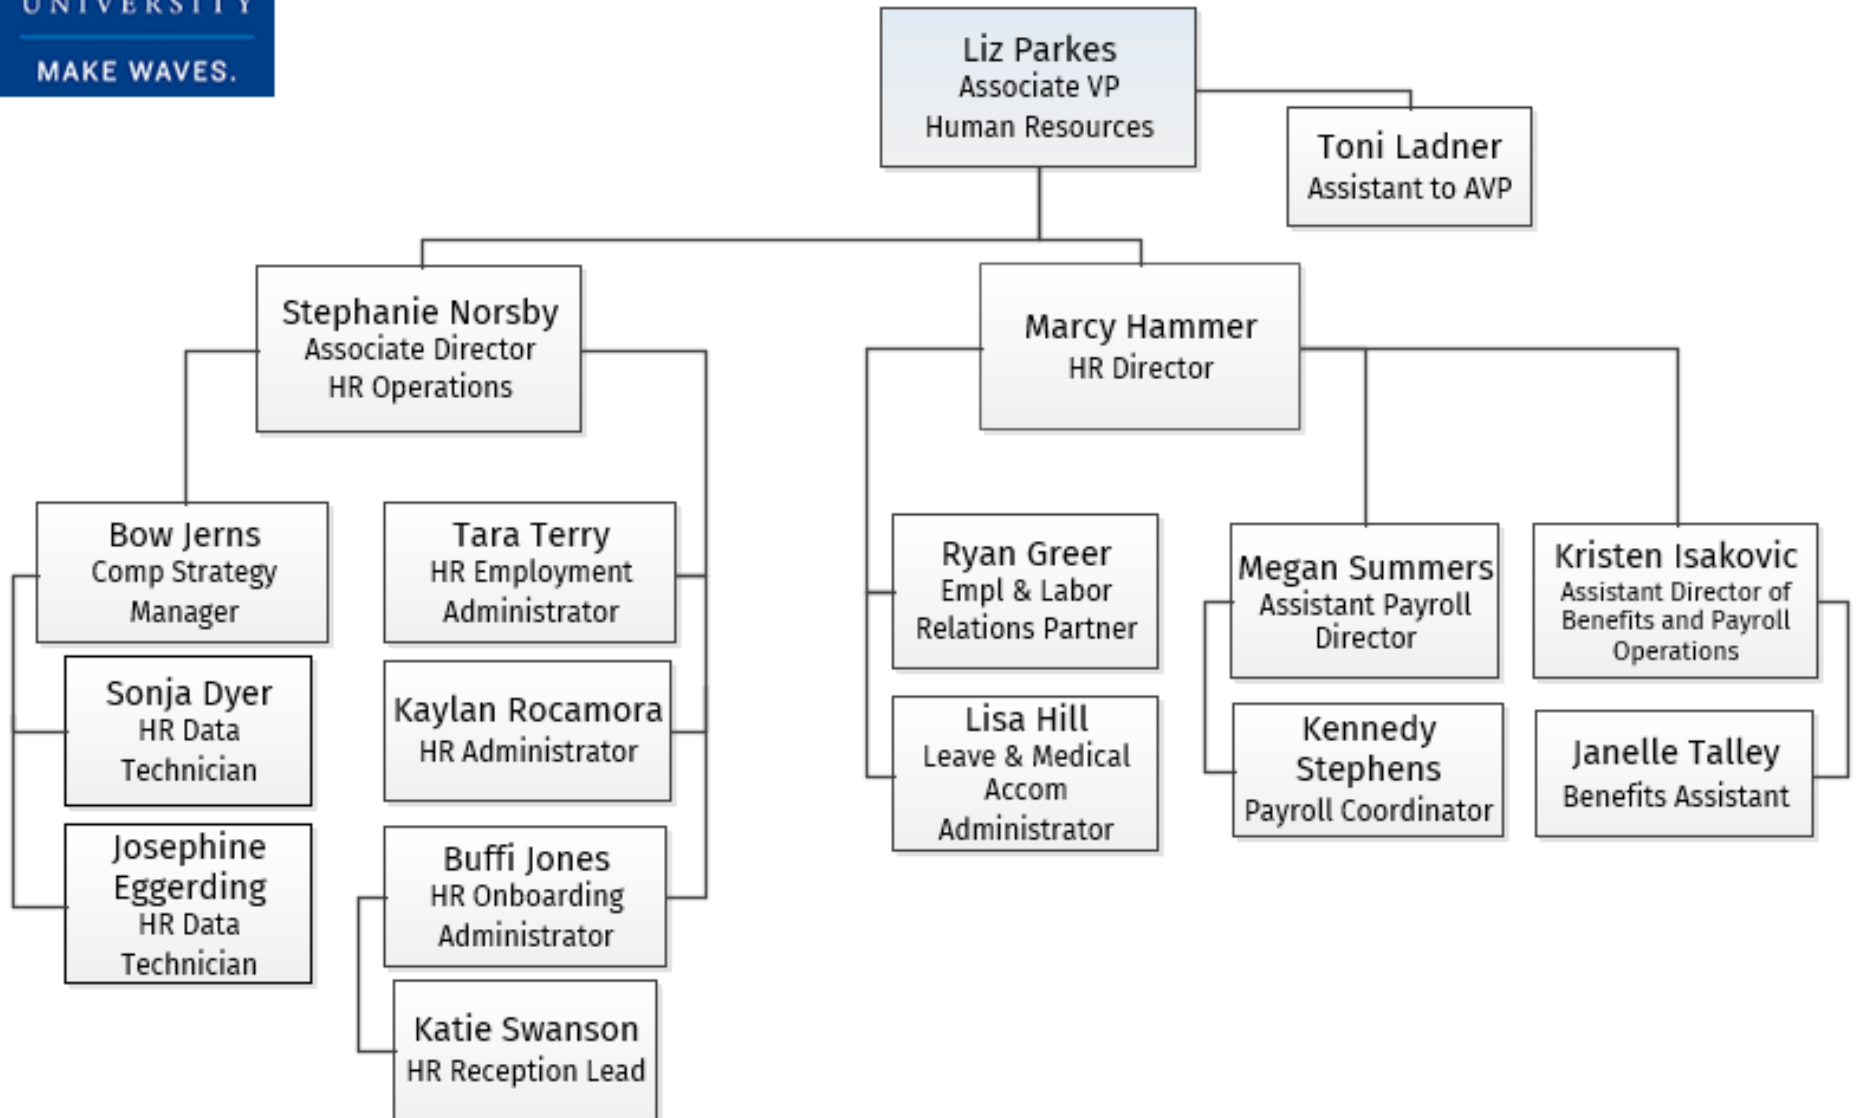 UNIVERSITY
MAKE WAVES.
Liz Parkes
Associate VP
Human Resources
Toni Ladner
Assistant to AVP
Stephanie Norsby
Associate Director
HR Operations
Marcy Hammer
HR Director
Bow Jerns
Comp Strategy
Manager
Sonja Dyer
HR Data
Technician
Josephine
Eggerding
HR Data
Technician
Tara Terry
HR Employment
Administrator
Kaylan Rocamora
HR Administrator
Buffi Jones
HR Onboarding
Administrator
Katie Swanson
HR Reception Lead
Ryan Greer
Empl & Labor
Relations Partner
Lisa Hill
Leave & Medical
Accom
Administrator
Megan Summers
Assistant Payroll
Director
Kennedy
Stephens
Payroll Coordinator
Kristen Isakovic
Assistant Director of
Benefits and Payroll
Operations
Janelle Talley
Benefits Assistant